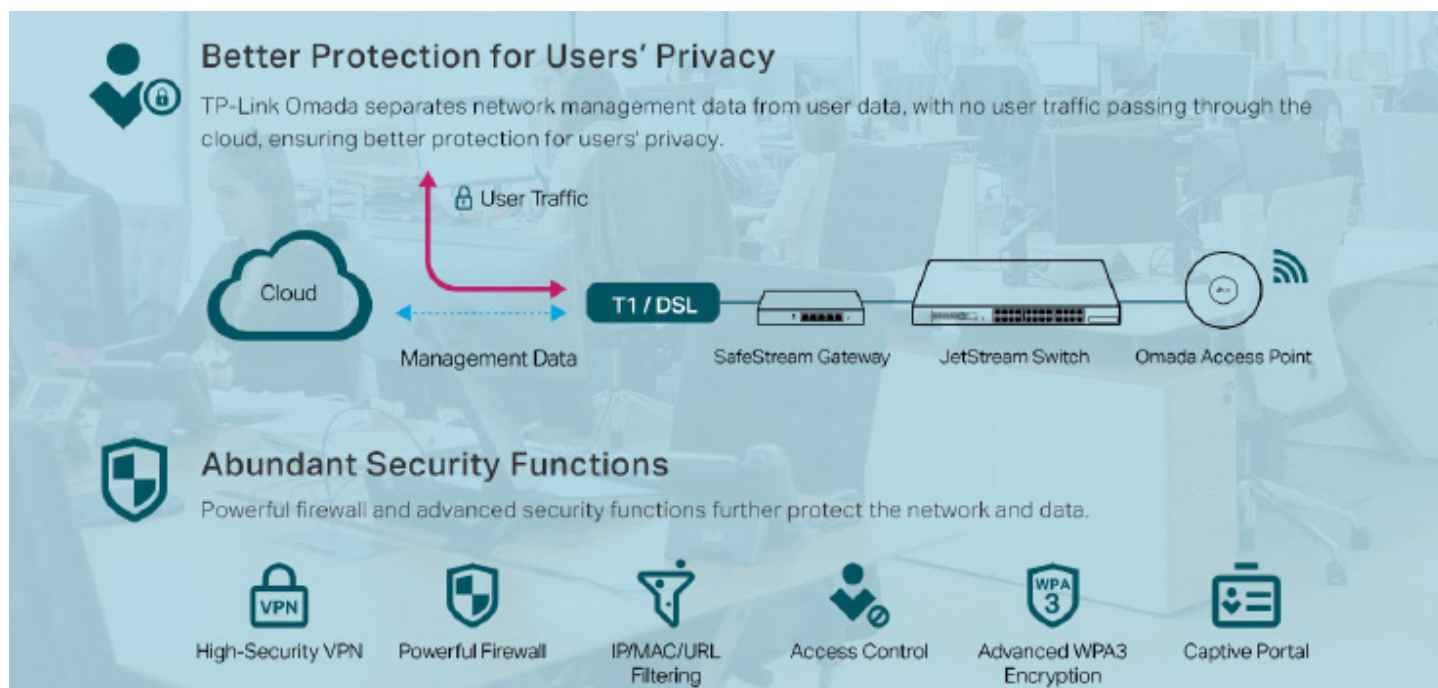 Better Protection for Users' Privacy
TP-Link Omada separates network management data from user data, with no user traffic passing through the
cloud, ensuring better protection for users' privacy.
User Traffic
Cloud
T1 / DSL
Management Data
SafeStream Gateway
JetStream Switch
Omada Access Point
Abundant Security Functions
Powerful firewall and advanced security functions further protect the network and data.
VPN
WPA
3
High-Security VPN
Powerful Firewall
IP/MAC/URL
Filtering
Access Control
Advanced WPA3
Encryption
Captive Portal